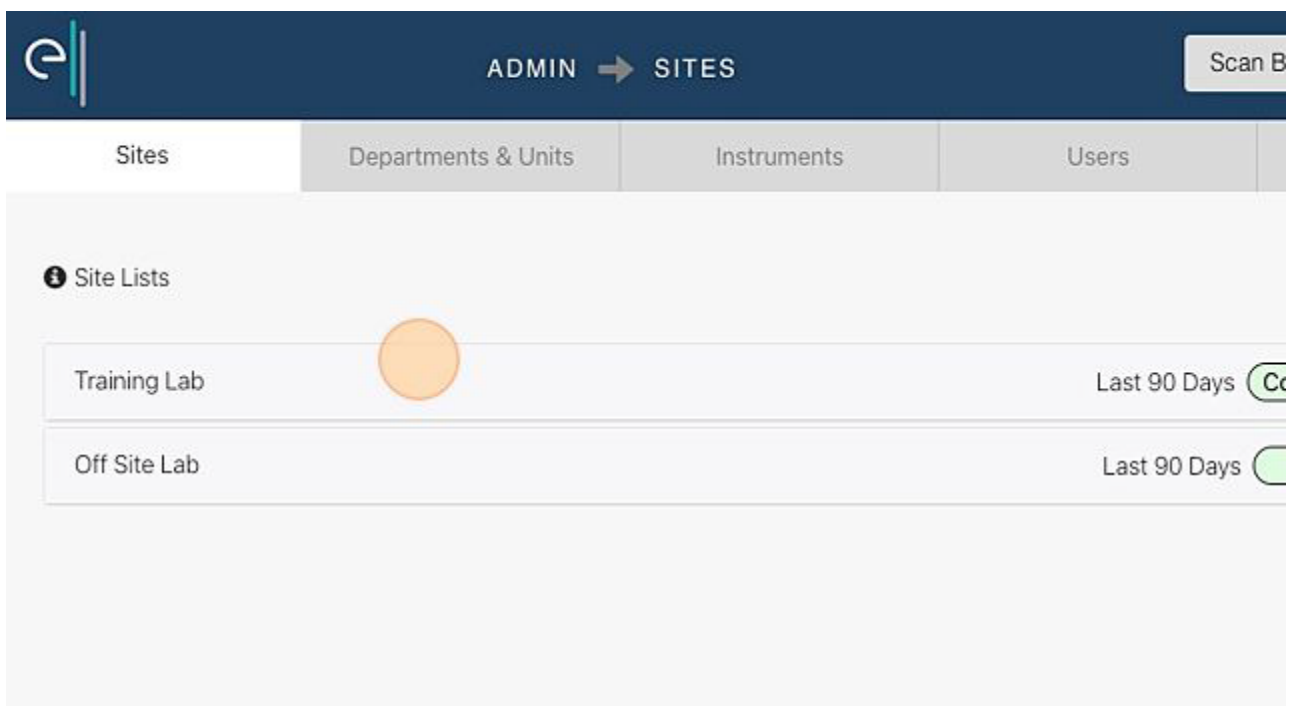 ADMIN SITES
Scan B
Sites
Departments & Units
Instruments
Users
Site Lists
Training Lab
Last 90 Days
Co
Off Site Lab
Last 90 Days